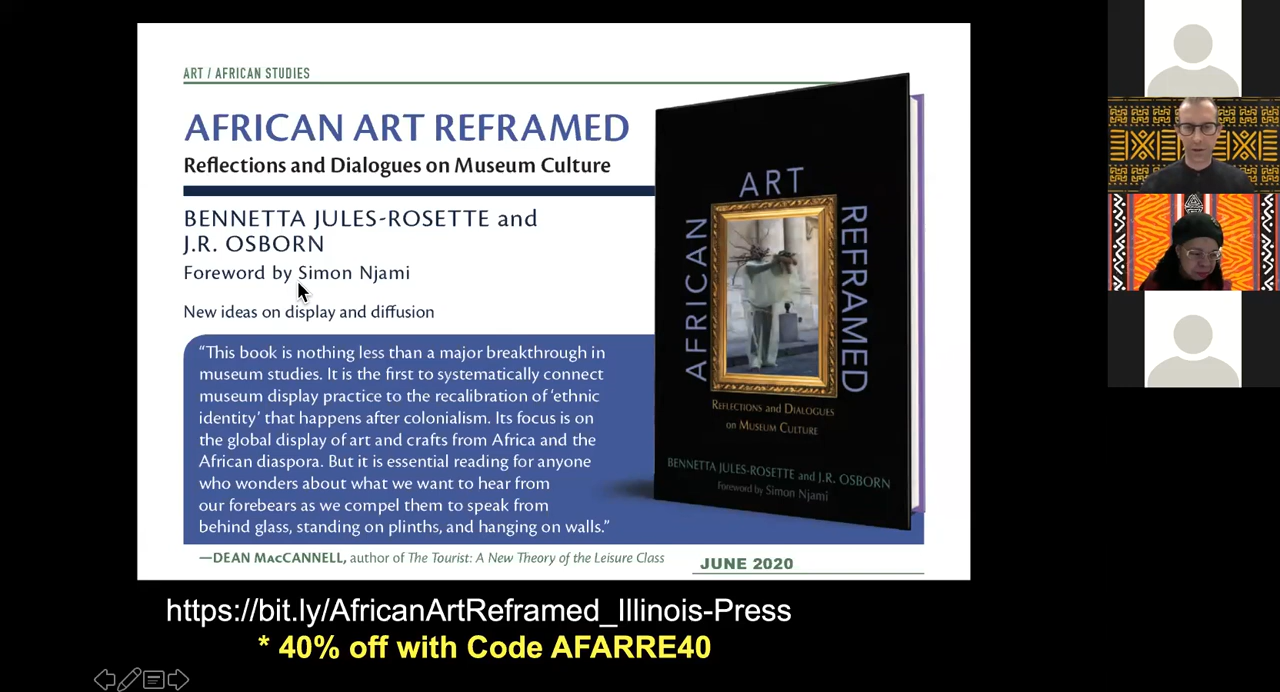 ART / AFRICAN STUDIES
AFRICAN ART REFRAMED
Reflections and Dialogues on Museum Culture
BENNETTA JULES-ROSETTE and
J.R. OSBORN
Foreword by Simon Njami
New ideas on display and diffusion
“This book is nothing less than a major breakthrough in
museum studies. It is the first to systematically connect
museum display practice to the recalibration of ‘ethnic
identity’ that happens after colonialism. Its focus is on
the global display of art and crafts from Africa and the
African diaspora. But it is essential reading for anyone
who wonders about what we want to hear from
our forebears as we compel them to speak from
behind glass, standing on plinths, and hanging on walls.”
—DEAN MacCANNELL, author of The Tourist: A New Theory of the Leisure Class
JUNE 2020
AFRICAN
ART
REFRAMED
REFLECTIONS AND DIALOGUES
ON MUSEUM CULTURE
BENNETTA JULES-ROSETTE and J.R. OSBORN
Foreword by Simon Njami
https://bit.ly/AfricanArtReframed_Illinois-Press
* 40% off with Code AFARRE40